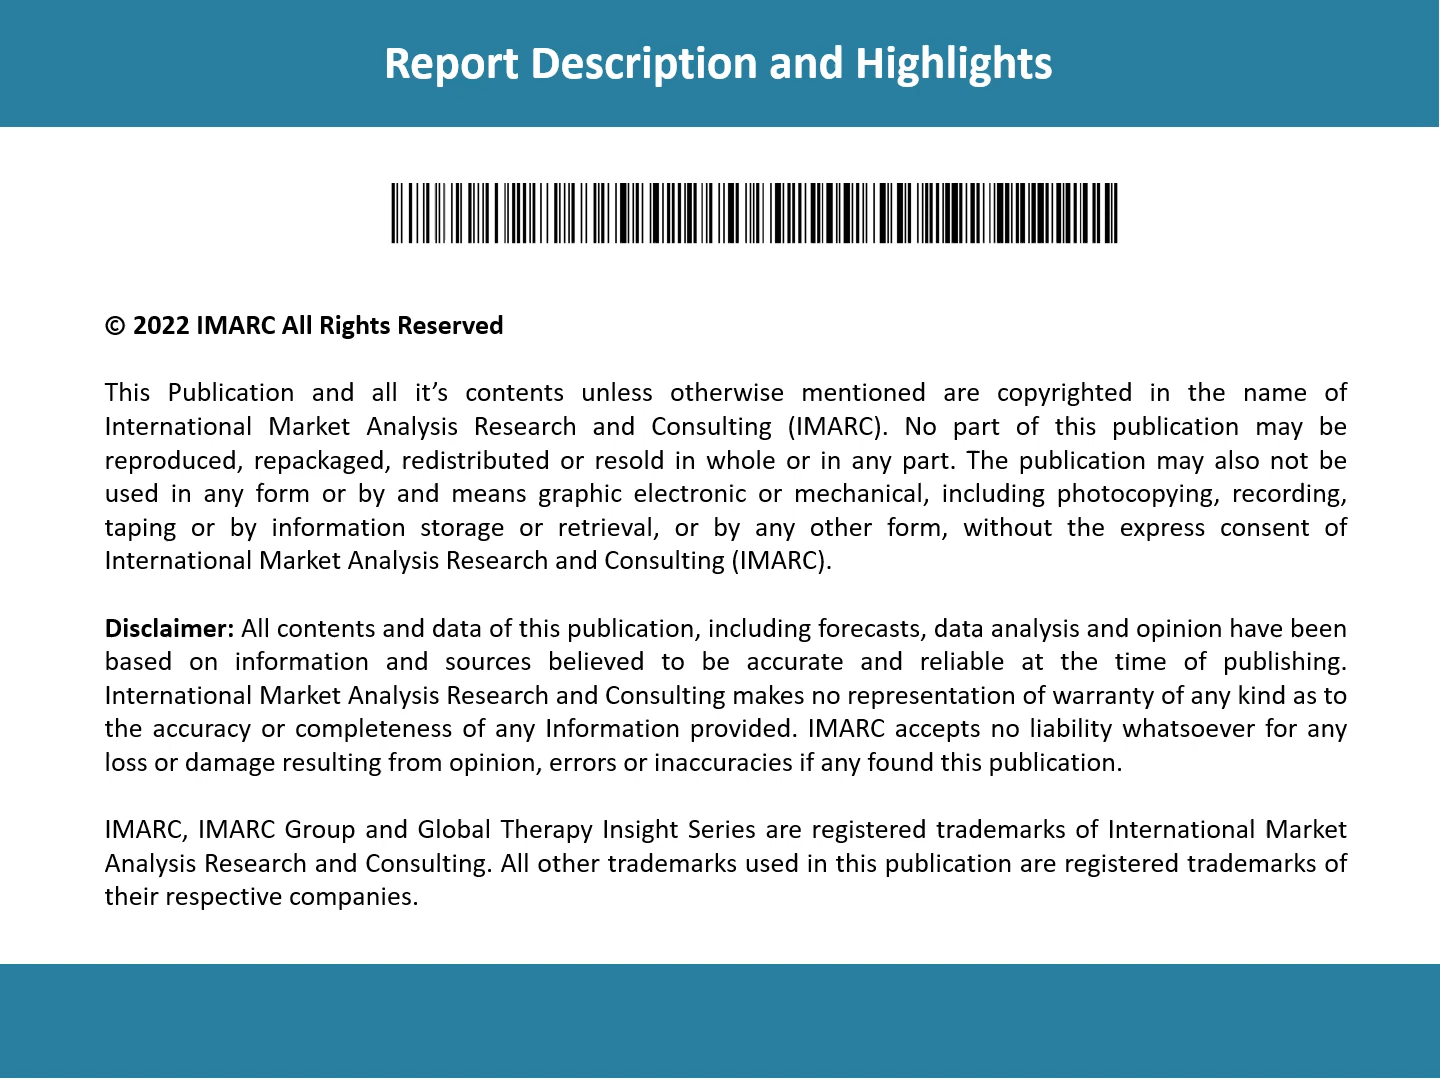 Report Description and Highlights
© 2022 IMARC All Rights Reserved
This Publication and all it’s contents unless otherwise mentioned are copyrighted in the name of
International Market Analysis Research and Consulting (IMARC). No part of this publication may be
reproduced, repackaged, redistributed or resold in whole or in any part. The publication may also not be
used in any form or by and means graphic electronic or mechanical, including photocopying, recording,
taping or by information storage or retrieval, or by any other form, without the express consent of
International Market Analysis Research and Consulting (IMARC).
Disclaimer: All contents and data of this publication, including forecasts, data analysis and opinion have been
based on information and sources believed to be accurate and reliable at the time of publishing.
International Market Analysis Research and Consulting makes no representation of warranty of any kind as to
the accuracy or completeness of any Information provided. IMARC accepts no liability whatsoever for any
loss or damage resulting from opinion, errors or inaccuracies if any found this publication.
IMARC, IMARC Group and Global Therapy Insight Series are registered trademarks of International Market
Analysis Research and Consulting. All other trademarks used in this publication are registered trademarks of
their respective companies.